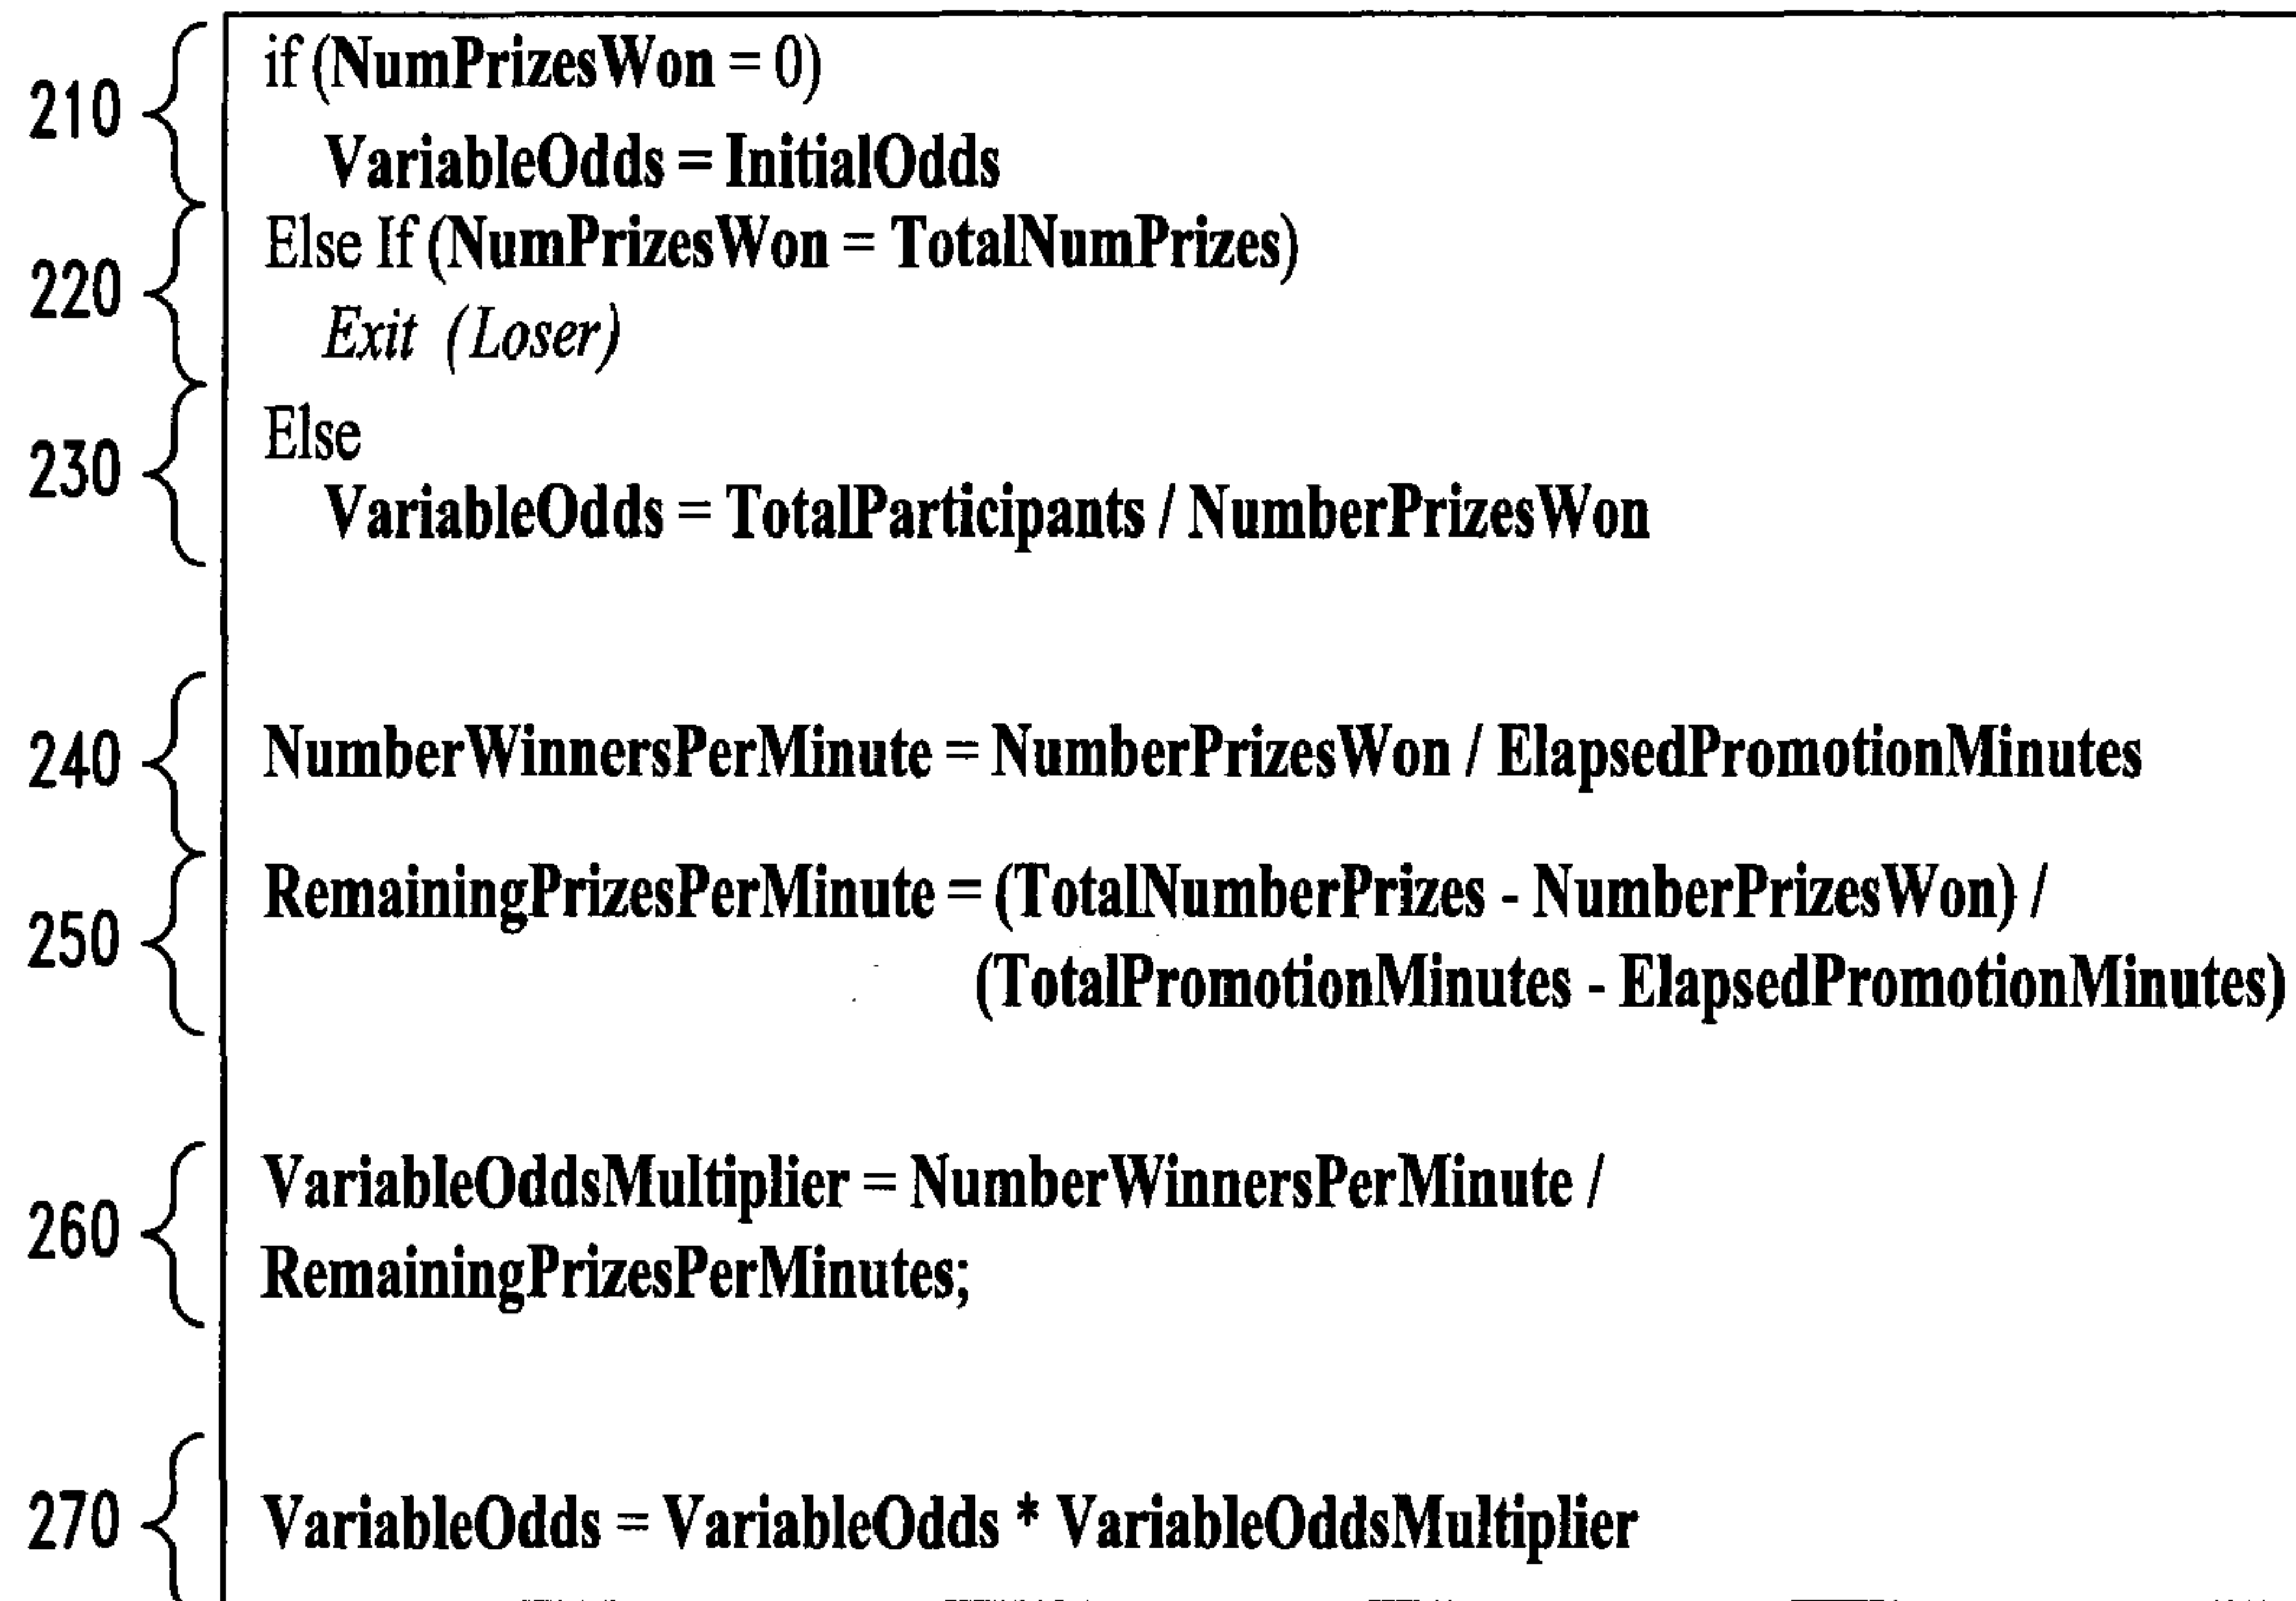 210 if (NumPrizesWon = 0)
VariableOdds = InitialOdds
220 Else If (NumPrizesWon = TotalNumPrizes)
Exit (Loser)
230 Else
VariableOdds = TotalParticipants / NumberPrizesWon
240 NumberWinnersPerMinute = NumberPrizesWon / ElapsedPromotionMinutes
250 RemainingPrizesPerMinute = (TotalNumberPrizes - NumberPrizesWon) /
(TotalPromotionMinutes - ElapsedPromotionMinutes)
260 VariableOddsMultiplier = NumberWinnersPerMinute /
RemainingPrizesPerMinutes;
270 VariableOdds = VariableOdds * VariableOddsMultiplier